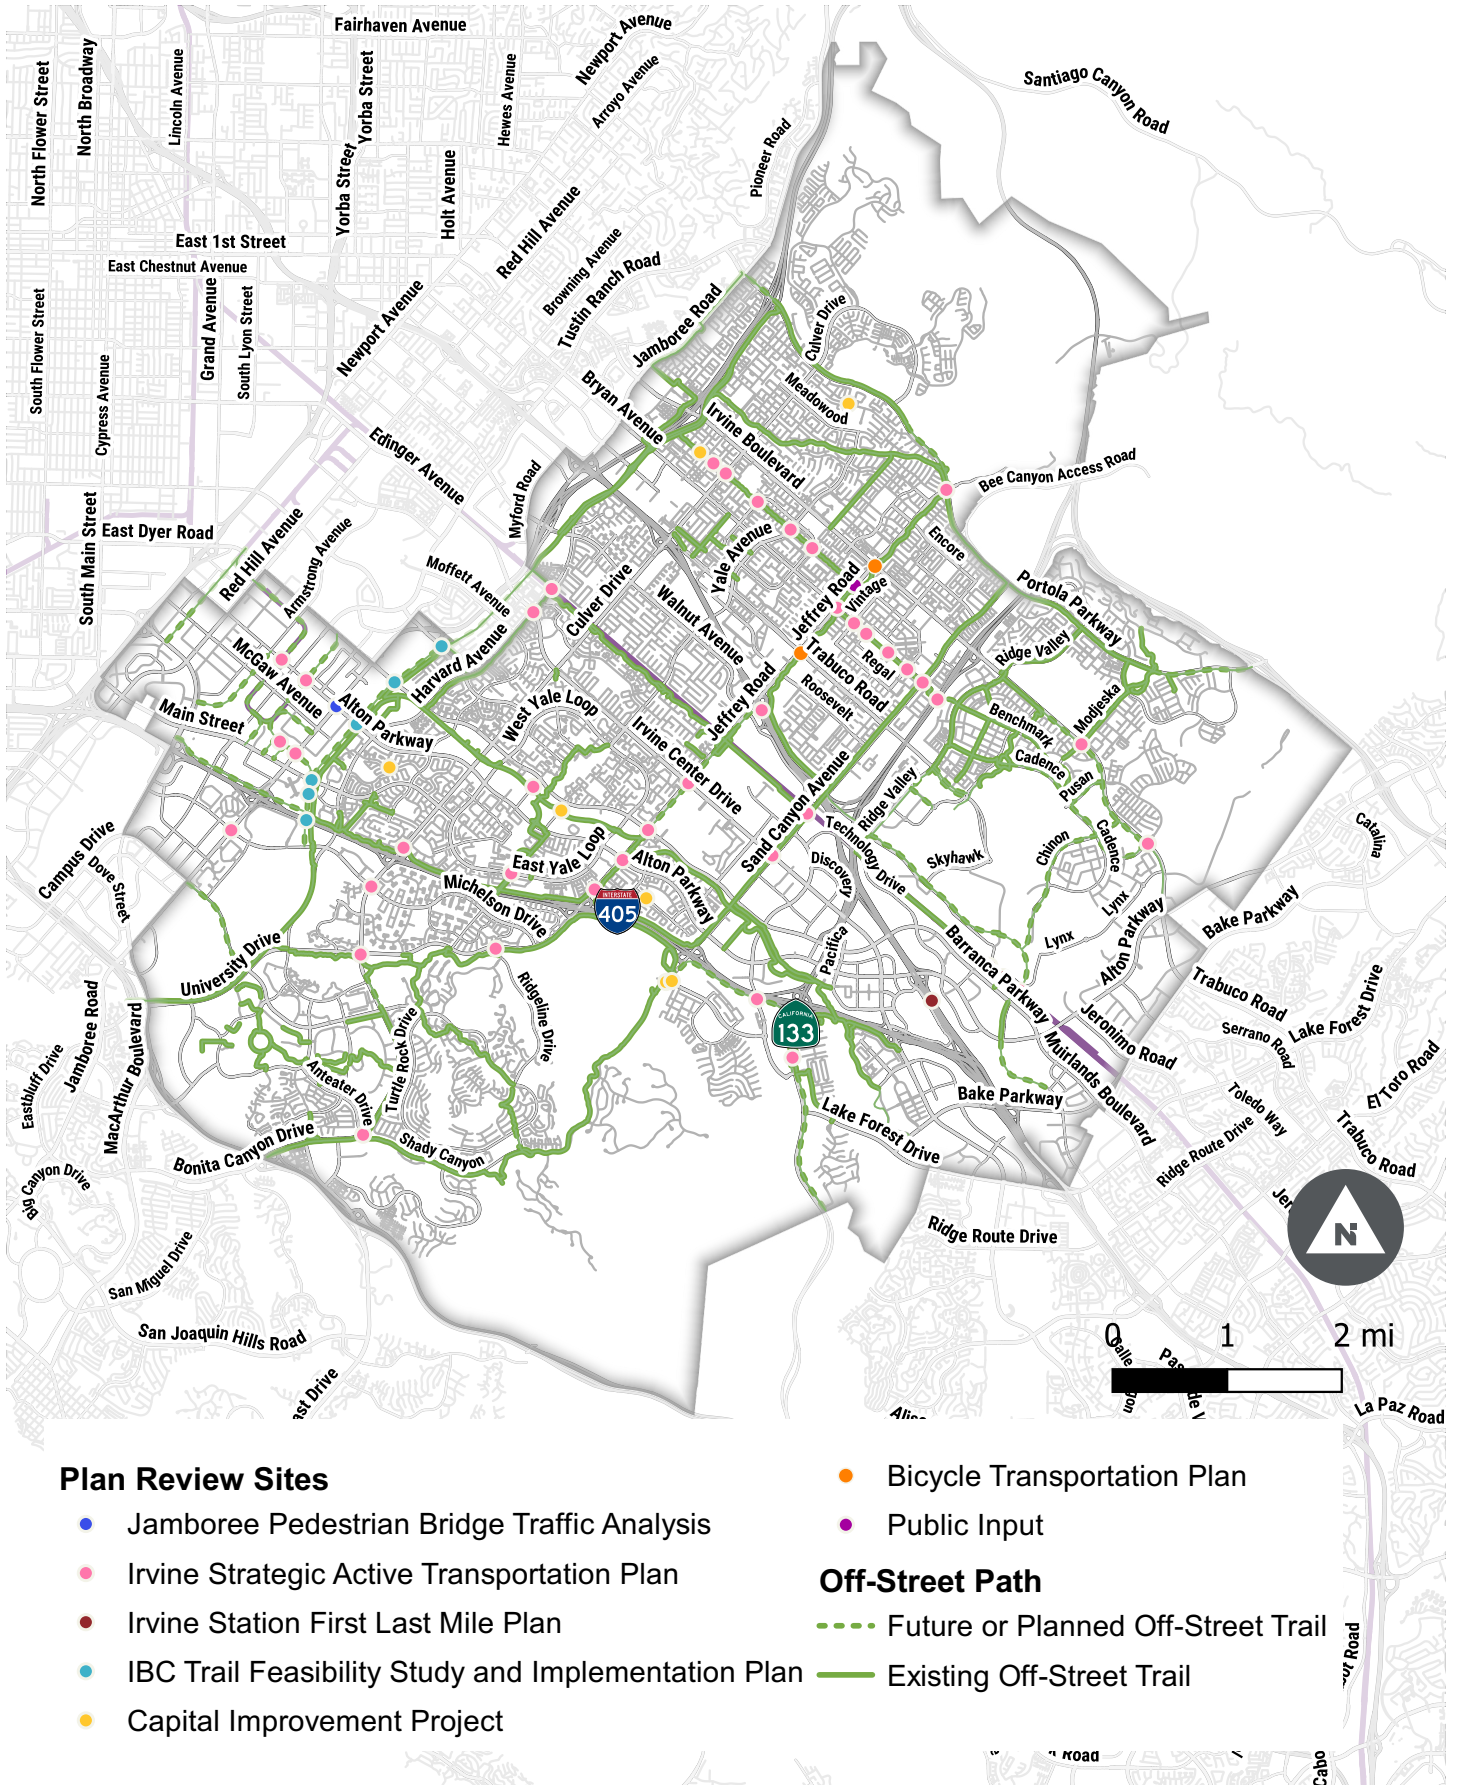 Fairhaven Avenue
Newport Avenue
Arroyo Avenue
Santiago Canyon Road
North Flower Street
North Broadway
Lincoln Avenue
Yorba Street
Hewes Avenue
Pioneer Road
Yorba Street
Holt Avenue
Red Hill Avenue
East 1st Street
East Chestnut Avenue
Browning Avenue
Tustin Ranch Road
South Flower Street
Grand Avenue
South Lyon Street
Newport Avenue
Jamboree Road
Culver Drive
Cypress Avenue
Bryan Avenue
Meadowood
Irvine Boulevard
Edinger Avenue
Bee Canyon Access Road
Myford Road
South Main Street
East Dyer Road
Red Hill Avenue
Armstrong Avenue
Moffett Avenue
Yale Avenue
Encore
Culver Drive
Walnut Avenue
Jeffrey Road
Vintage
Portola Parkway
Harvard Avenue
McGaw Avenue
Trabuco Road
Regal
Ridge Valley
Main Street
Alton Parkway
West Yale Loop
Jeffrey Road
Roosevelt
Benchmark
Modjeska
Irvine Center Drive
Cadence
Pusan
Sand Canyon Avenue
Ridge Valley
Campus Drive
Dove Street
Technology Drive
Chinon
Cadence
Catalina
East Yale Loop
Alton Parkway
Discovery
Skyhawk
Michelson Drive
INTERSTATE
405
Lynx
Bake Parkway
Lynx
Alton Parkway
University Drive
Pacifica
Barranca Parkway
Trabuco Road
Lake Forest Drive
Ridgeline Drive
Jamboree Road
MacArthur Boulevard
Turtle Rock Drive
CALIFORNIA
133
Jeronimo Road
Serrano Road
Eastbluff Drive
Anteater Drive
Muirlands Boulevard
El Toro Road
Bake Parkway
Toledo Way
Lake Forest Drive
Bonita Canyon Drive
Shady Canyon
Ridge Route Drive
Trabuco Road
Big Canyon Drive
Jer
N
Ridge Route Drive
San Miguel Drive
San Joaquin Hills Road
0 1 2 mi
ast Drive
La Paz Road
Plan Review Sites
Jamboree Pedestrian Bridge Traffic Analysis
Irvine Strategic Active Transportation Plan
Irvine Station First Last Mile Plan
IBC Trail Feasibility Study and Implementation Plan
Capital Improvement Project
Bicycle Transportation Plan
Public Input
Off-Street Path
Future or Planned Off-Street Trail
Existing Off-Street Trail
Road